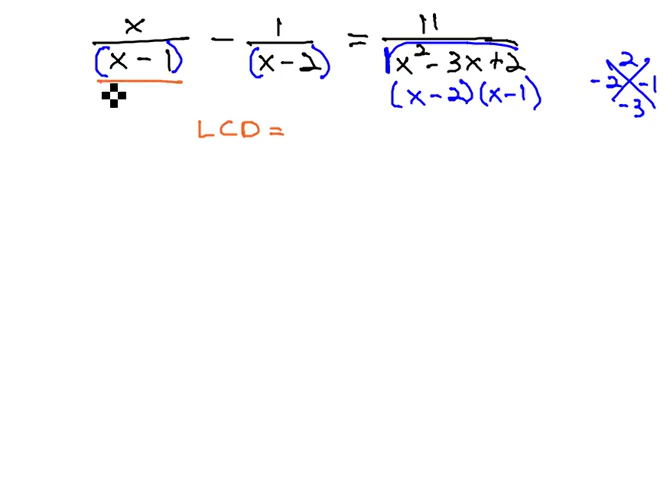 x/(x - 1) - 1/(x - 2) = 11/(x² - 3x + 2)
(x - 2)(x - 1)
2
-2 -1
-3
LCD =